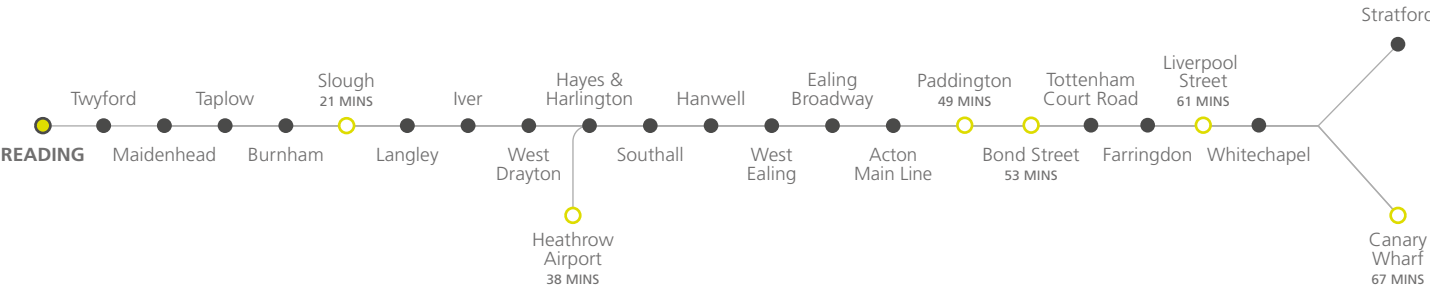 READING
Twyford
Maidenhead
Taplow
Burnham
Slough
21 MINS
Langley
Iver
West
Drayton
Hayes &
Harlington
Heathrow
Airport
38 MINS
Southall
Hanwell
West
Ealing
Ealing
Broadway
Acton
Main Line
Paddington
49 MINS
Bond Street
53 MINS
Tottenham
Court Road
Farringdon
Liverpool
Street
61 MINS
Whitechapel
Stratford
Canary
Wharf
67 MINS